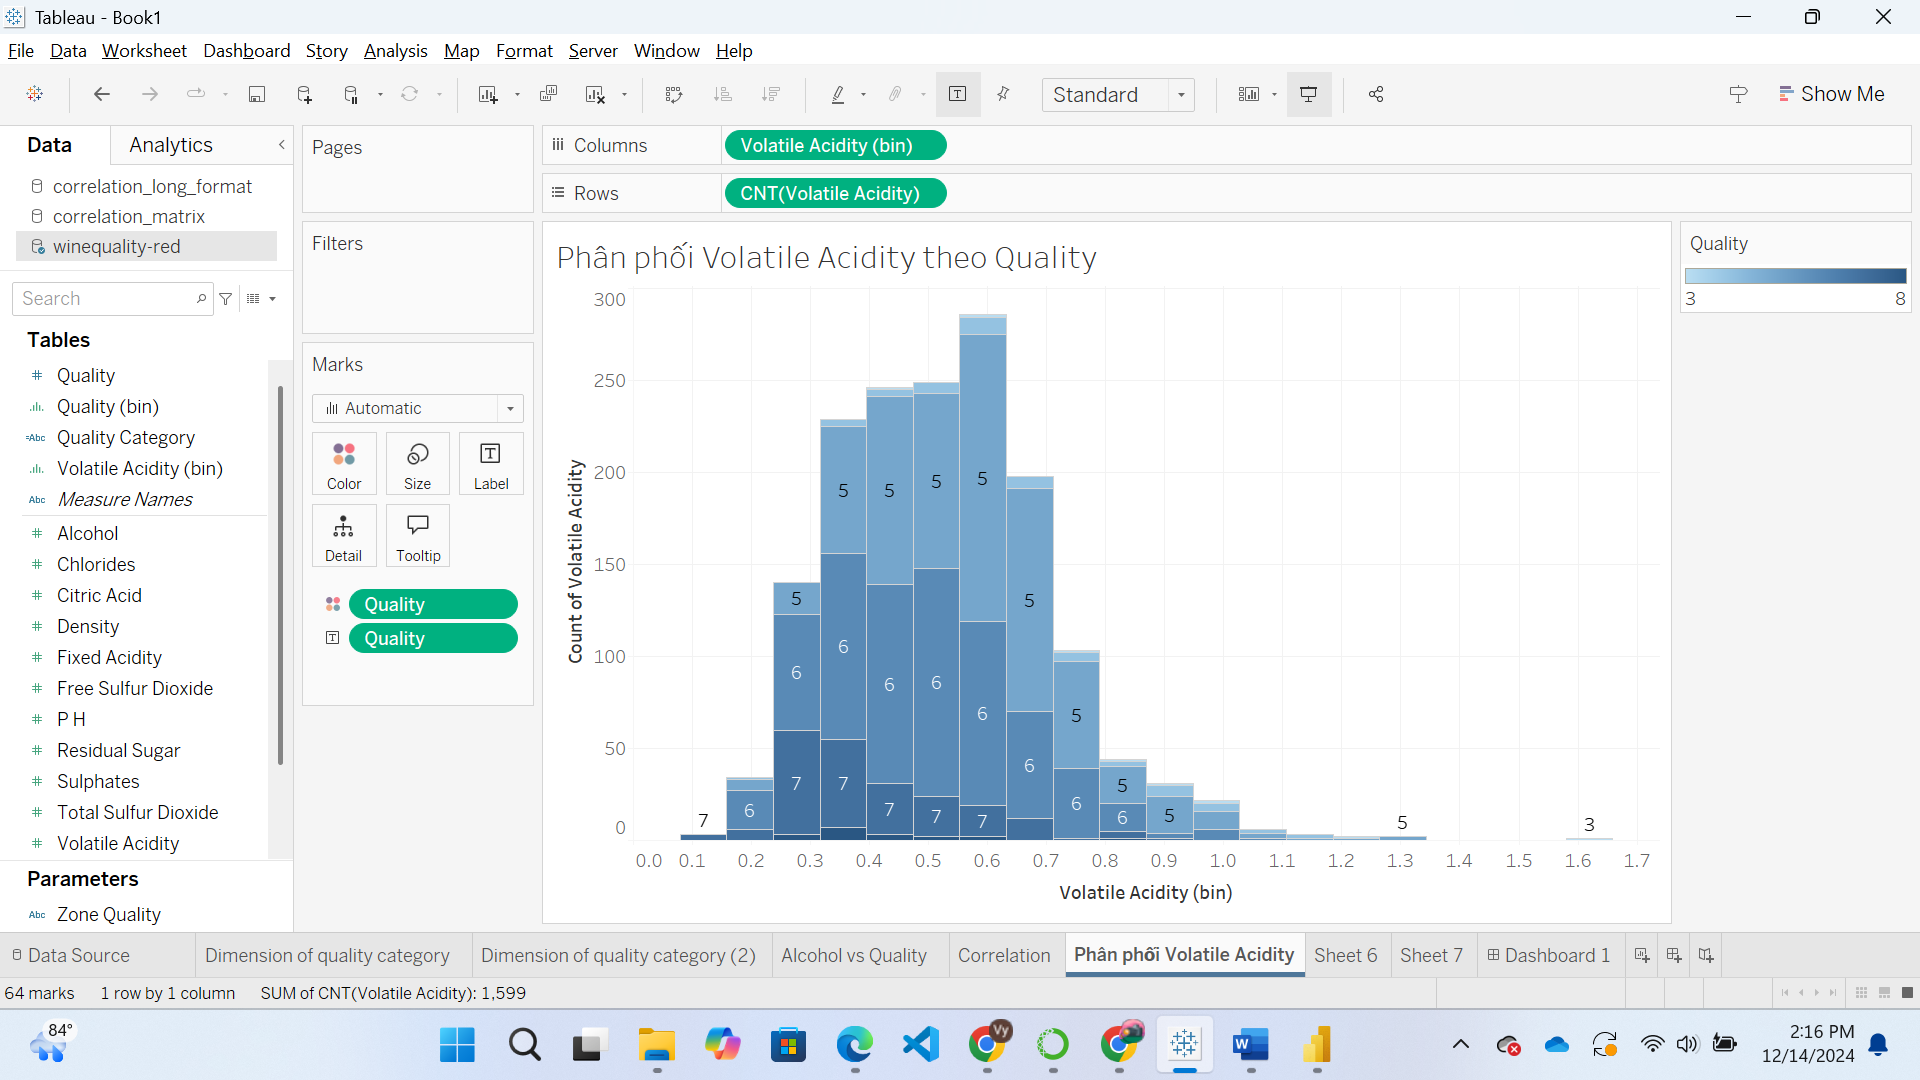 Tableau - Book1
File Data Worksheet Dashboard Story Analysis Map Format Server Window Help
Standard
Show Me
Data Analytics
correlation_long_format
correlation_matrix
winequality-red
Search
Tables
Quality
Quality (bin)
Abc Quality Category
Volatile Acidity (bin)
Abc Measure Names
Alcohol
Chlorides
Citric Acid
Density
Fixed Acidity
Free Sulfur Dioxide
P H
Residual Sugar
Sulphates
Total Sulfur Dioxide
Volatile Acidity
Parameters
Abc Zone Quality
Pages
Filters
Marks
Automatic
Color Size Label
Detail Tooltip
Quality
Quality
Columns Volatile Acidity (bin)
Rows CNT(Volatile Acidity)
Phân phối Volatile Acidity theo Quality
Count of Volatile Acidity
300
250
200
150
100
50
0
7
6
5 6 7
5 6 7
5 6 7
5 6 7
5 6 7
5 6
5 6
5 6
5
5
3
0.0 0.1 0.2 0.3 0.4 0.5 0.6 0.7 0.8 0.9 1.0 1.1 1.2 1.3 1.4 1.5 1.6 1.7
Volatile Acidity (bin)
Quality
3 8
Data Source Dimension of quality category Dimension of quality category (2) Alcohol vs Quality Correlation Phân phối Volatile Acidity Sheet 6 Sheet 7 Dashboard 1
64 marks 1 row by 1 column SUM of CNT(Volatile Acidity): 1,599
84°
Vy
2:16 PM
12/14/2024